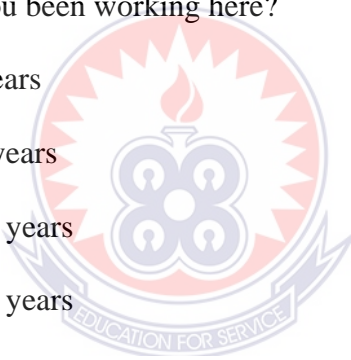 u been working here?
ears
years
years
years
EDUCATION FOR SERVICE